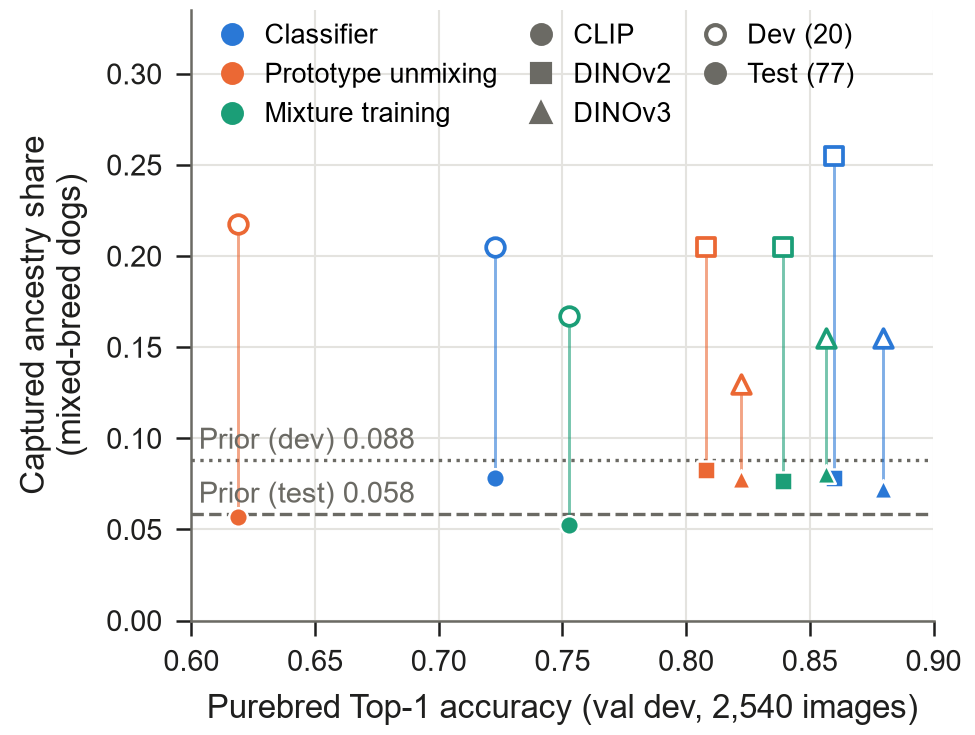 Classifier
Prototype unmixing
Mixture training
CLIP
DINOv2
DINOv3
Dev (20)
Test (77)
Captured ancestry share
(mixed-breed dogs)
0.30
0.25
0.20
0.15
0.10
0.05
0.00
Prior (dev) 0.088
Prior (test) 0.058
0.60
0.65
0.70
0.75
0.80
0.85
0.90
Purebred Top-1 accuracy (val dev, 2,540 images)